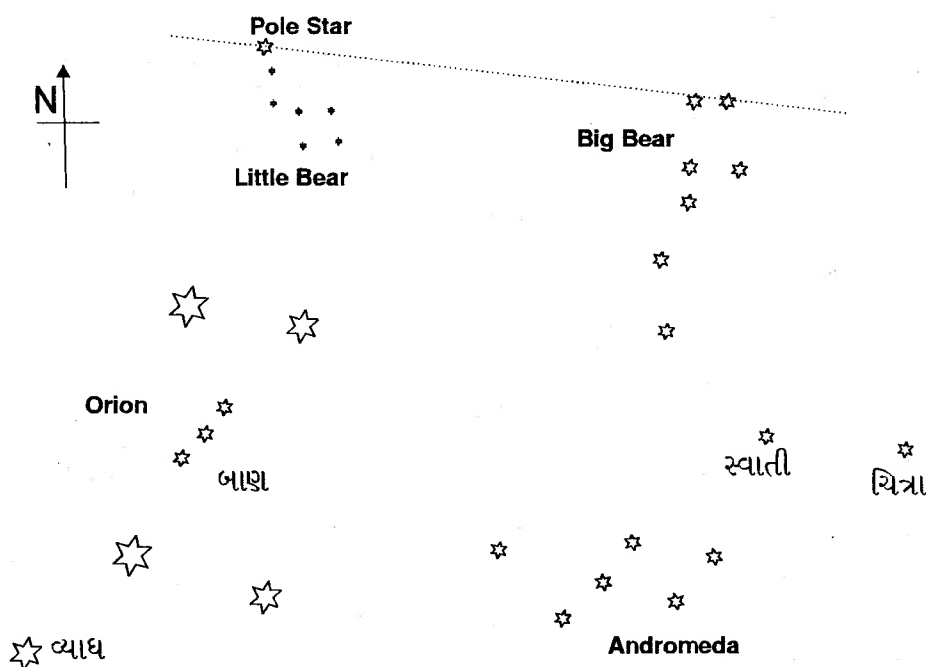 Pole Star
N
Big Bear
Little Bear
Orion
બાણ
સ્વાતી
ચિત્રા
Andromeda
વ્યાધ